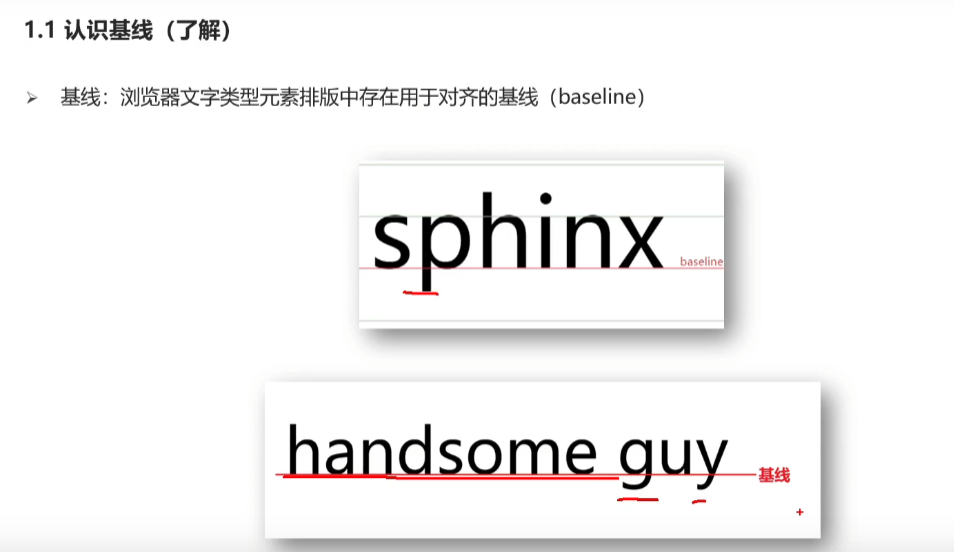 1.1 认识基线（了解）
➢ 基线：浏览器文字类型元素排版中存在用于对齐的基线（baseline）
sphinx
baseline
handsome guy
基线